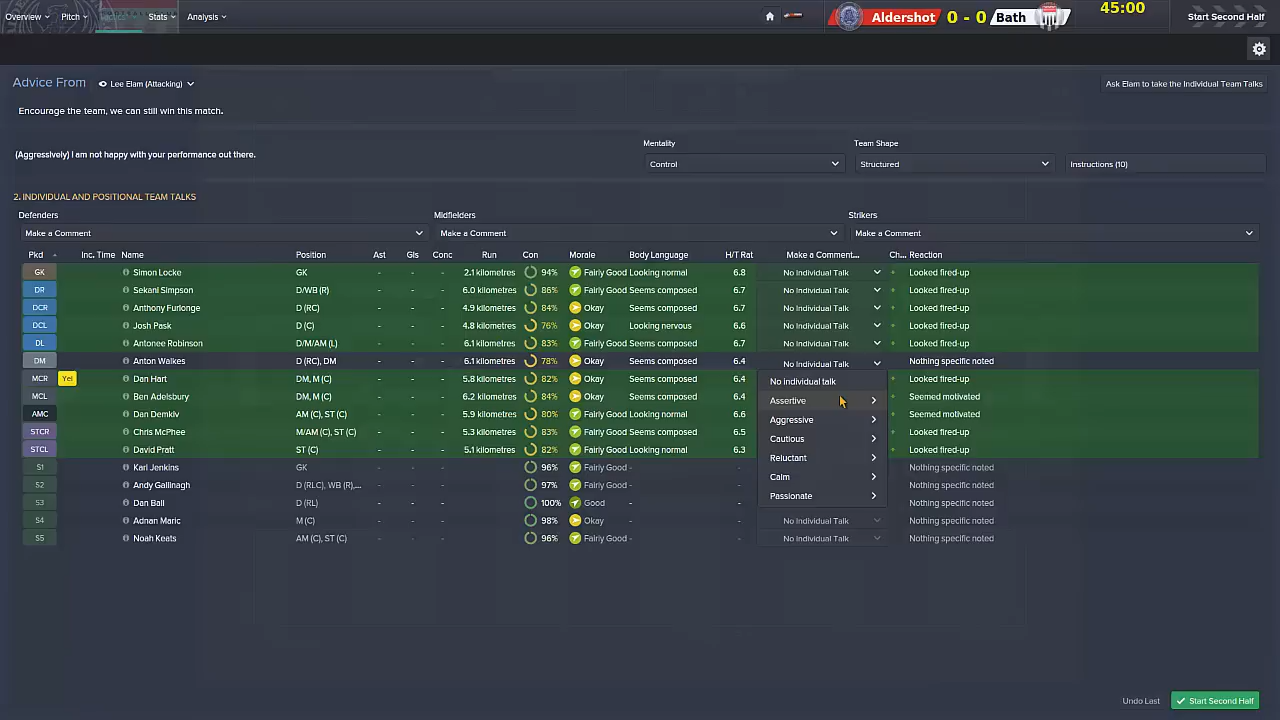 Overview Pitch Tactics Stats Analysis Aldershot 0 - 0 Bath 45:00 Start Second Half
Advice From Lee Elam (Attacking) Ask Elam to take the Individual Team Talks
Encourage the team, we can still win this match.
Mentality Team Shape
(Aggressively) I am not happy with your performance out there.
Control Structured Instructions (10)
2. INDIVIDUAL AND POSITIONAL TEAM TALKS
Defenders Midfielders Strikers
Make a Comment Make a Comment Make a Comment
Pkd Inc. Time Name Position Ast Gls Conc Run Con Morale Body Language H/T Rat Make a Comment... Ch... Reaction
GK Simon Locke GK - - - 2.1 kilometres 94% Fairly Good Looking normal 6.8 No Individual Talk Looked fired-up
DR Sekani Simpson D/WB (R) - - - 6.0 kilometres 86% Fairly Good Seems composed 6.7 No Individual Talk Looked fired-up
DCR Anthony Furlonge D (RC) - - - 4.9 kilometres 84% Okay Seems composed 6.7 No Individual Talk Looked fired-up
DCL Josh Pask D (C) - - - 4.8 kilometres 76% Okay Looking nervous 6.6 No Individual Talk Looked fired-up
DL Antonee Robinson D/M/AM (L) - - - 6.1 kilometres 83% Fairly Good Seems composed 6.7 No Individual Talk Looked fired-up
DM Anton Walkes D (RC), DM - - - 6.1 kilometres 78% Okay Seems composed 6.4 No Individual Talk Nothing specific noted
MCR Yel Dan Hart DM, M (C) - - - 5.8 kilometres 82% Okay Seems composed 6.4 No individual talk Looked fired-up
MCL Ben Adelsbury DM, M (C) - - - 6.2 kilometres 84% Okay Seems composed 6.4 Assertive Seemed motivated
AMC Dan Demkiv AM (C), ST (C) - - - 5.9 kilometres 80% Fairly Good Looking normal 6.6 Aggressive Seemed motivated
STCR Chris McPhee M/AM (C), ST (C) - - - 5.3 kilometres 83% Fairly Good Seems composed 6.5 Cautious Looked fired-up
STCL David Pratt ST (C) - - - 5.1 kilometres 82% Fairly Good Looking normal 6.3 Reluctant Looked fired-up
S1 Karl Jenkins GK - - - 96% Fairly Good - - Calm Nothing specific noted
S2 Andy Gallinagh D (RLC), WB (R),... - - - 97% Fairly Good - - Passionate Nothing specific noted
S3 Dan Ball D (RL) - - - 100% Good - - Nothing specific noted
S4 Adnan Maric M (C) - - - 98% Okay - - No Individual Talk Nothing specific noted
S5 Noah Keats AM (C), ST (C) - - - 96% Fairly Good - - No Individual Talk Nothing specific noted
Undo Last Start Second Half